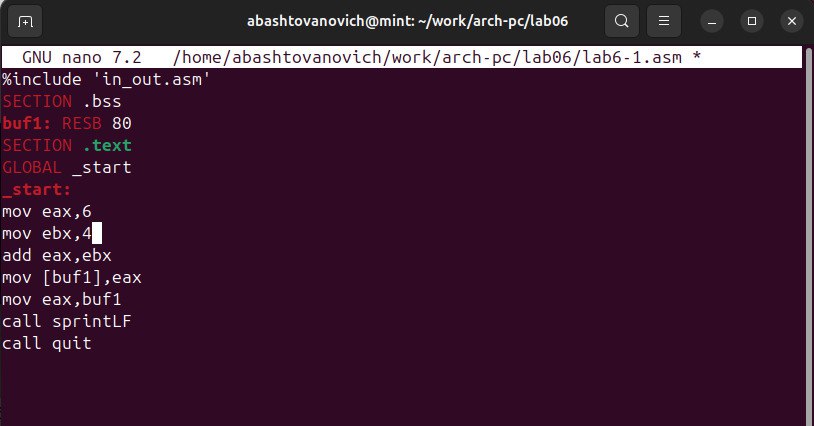 abashtovanovich@mint: ~/work/arch-pc/lab06
GNU nano 7.2 /home/abashtovanovich/work/arch-pc/lab06/lab6-1.asm *
%include 'in_out.asm'
SECTION .bss
buf1: RESB 80
SECTION .text
GLOBAL _start
_start:
mov eax,6
mov ebx,4
add eax,ebx
mov [buf1],eax
mov eax,buf1
call sprintLF
call quit